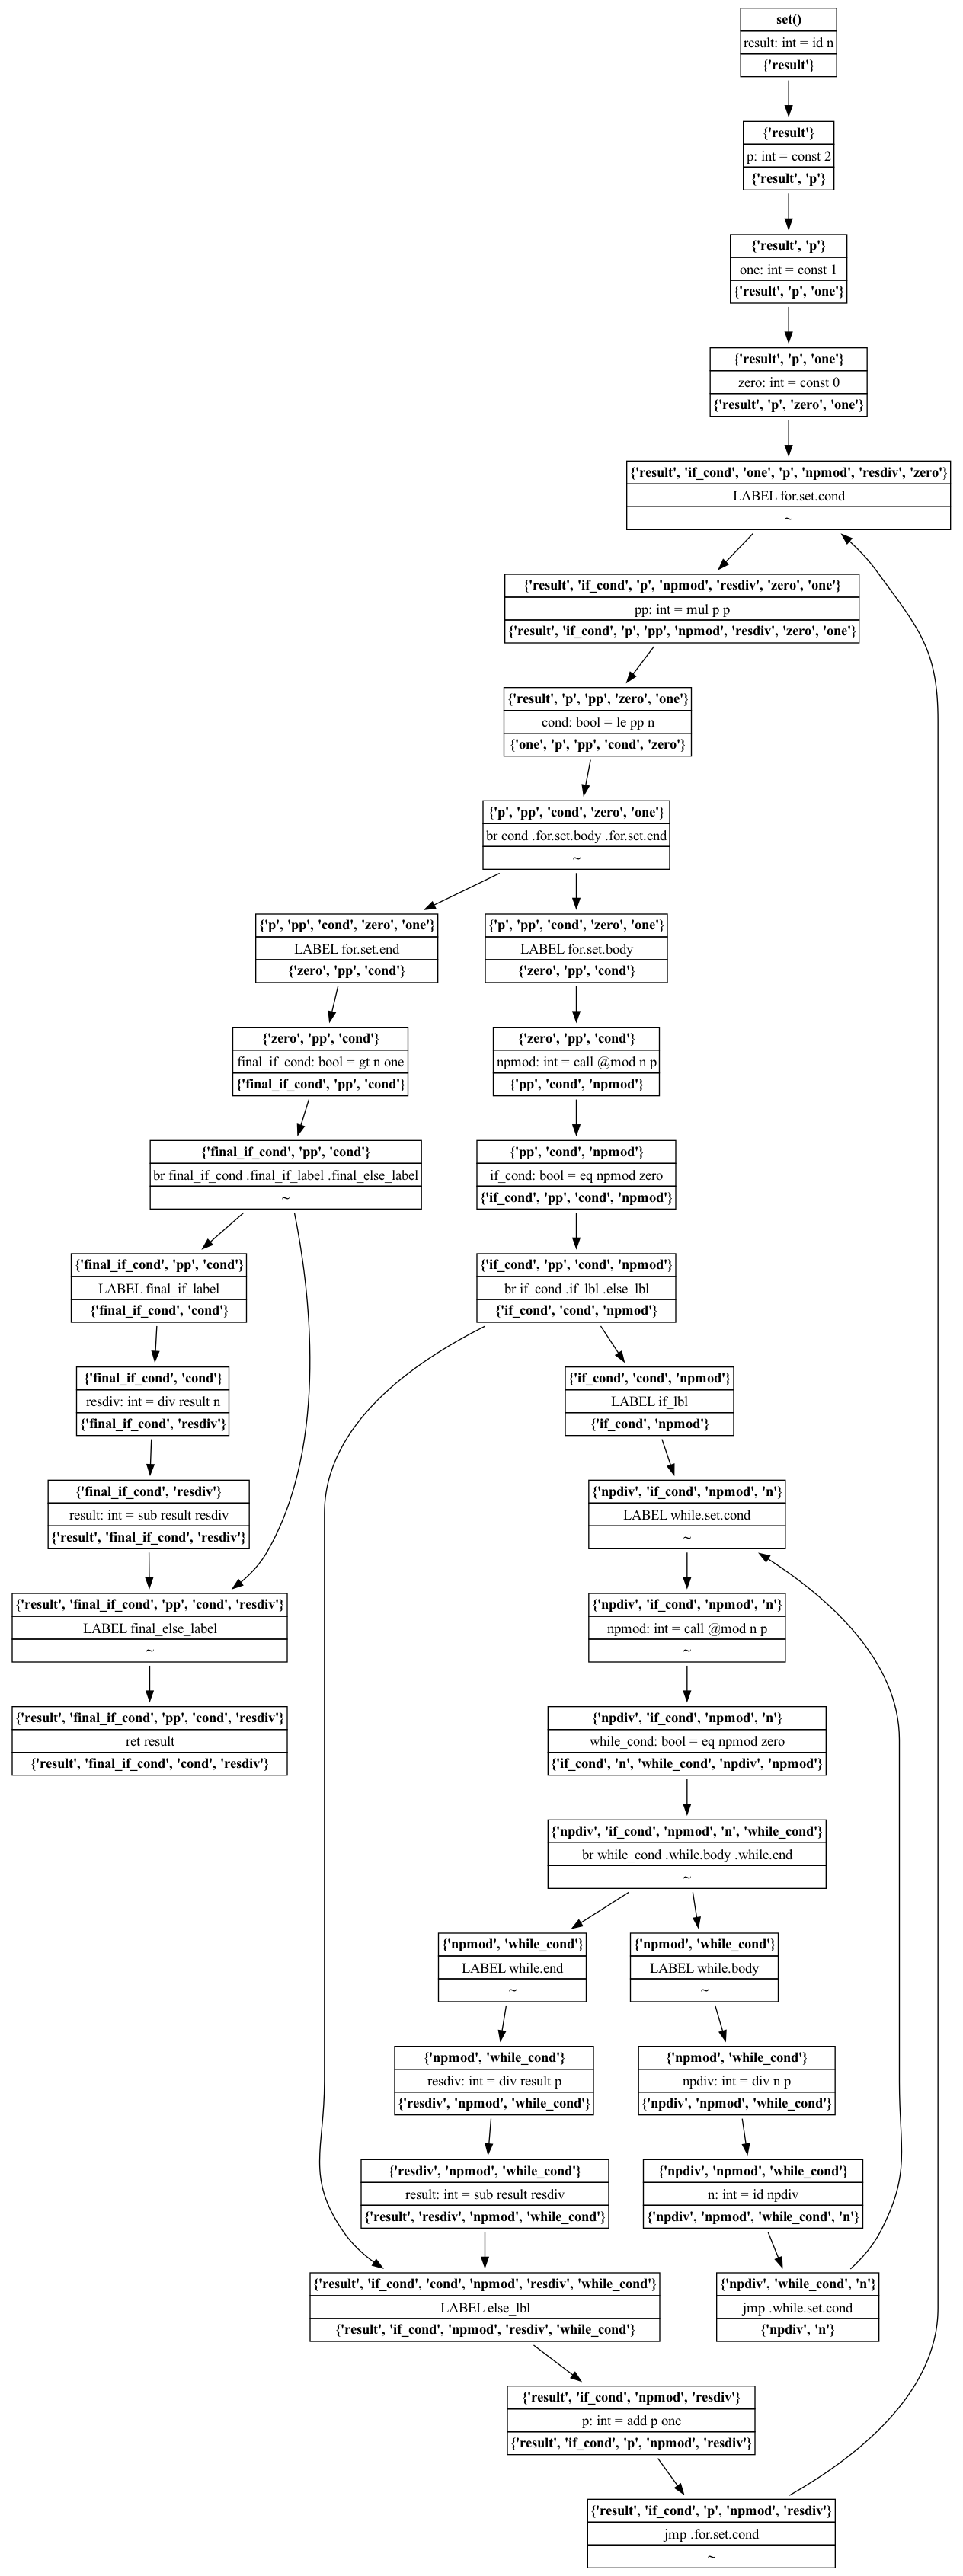 set()
result: int = id n
{'result'}
{'result'}
p: int = const 2
{'result', 'p'}
{'result', 'p'}
one: int = const 1
{'result', 'p', 'one'}
{'result', 'p', 'one'}
zero: int = const 0
{'result', 'p', 'zero', 'one'}
{'result', 'if_cond', 'one', 'p', 'npmod', 'resdiv', 'zero'}
LABEL for.set.cond
~
{'result', 'if_cond', 'p', 'npmod', 'resdiv', 'zero', 'one'}
pp: int = mul p p
{'result', 'if_cond', 'p', 'pp', 'npmod', 'resdiv', 'zero', 'one'}
{'result', 'p', 'pp', 'zero', 'one'}
cond: bool = le pp n
{'one', 'p', 'pp', 'cond', 'zero'}
{'p', 'pp', 'cond', 'zero', 'one'}
br cond .for.set.body .for.set.end
~
{'p', 'pp', 'cond', 'zero', 'one'}
LABEL for.set.end
{'zero', 'pp', 'cond'}
{'p', 'pp', 'cond', 'zero', 'one'}
LABEL for.set.body
{'zero', 'pp', 'cond'}
{'zero', 'pp', 'cond'}
final_if_cond: bool = gt n one
{'final_if_cond', 'pp', 'cond'}
{'zero', 'pp', 'cond'}
npmod: int = call @mod n p
{'pp', 'cond', 'npmod'}
{'final_if_cond', 'pp', 'cond'}
br final_if_cond .final_if_label .final_else_label
~
{'pp', 'cond', 'npmod'}
if_cond: bool = eq npmod zero
{'if_cond', 'pp', 'cond', 'npmod'}
{'final_if_cond', 'pp', 'cond'}
LABEL final_if_label
{'final_if_cond', 'cond'}
{'if_cond', 'pp', 'cond', 'npmod'}
br if_cond .if_lbl .else_lbl
{'if_cond', 'cond', 'npmod'}
{'final_if_cond', 'cond'}
resdiv: int = div result n
{'final_if_cond', 'resdiv'}
{'if_cond', 'cond', 'npmod'}
LABEL if_lbl
{'if_cond', 'npmod'}
{'final_if_cond', 'resdiv'}
result: int = sub result resdiv
{'result', 'final_if_cond', 'resdiv'}
{'npdiv', 'if_cond', 'npmod', 'n'}
LABEL while.set.cond
~
{'result', 'final_if_cond', 'pp', 'cond', 'resdiv'}
LABEL final_else_label
~
{'npdiv', 'if_cond', 'npmod', 'n'}
npmod: int = call @mod n p
~
{'result', 'final_if_cond', 'pp', 'cond', 'resdiv'}
ret result
{'result', 'final_if_cond', 'cond', 'resdiv'}
{'npdiv', 'if_cond', 'npmod', 'n'}
while_cond: bool = eq npmod zero
{'if_cond', 'n', 'while_cond', 'npdiv', 'npmod'}
{'npdiv', 'if_cond', 'npmod', 'n', 'while_cond'}
br while_cond .while.body .while.end
~
{'npmod', 'while_cond'}
LABEL while.end
~
{'npmod', 'while_cond'}
LABEL while.body
~
{'npmod', 'while_cond'}
resdiv: int = div result p
{'resdiv', 'npmod', 'while_cond'}
{'npmod', 'while_cond'}
npdiv: int = div n p
{'npdiv', 'npmod', 'while_cond'}
{'resdiv', 'npmod', 'while_cond'}
result: int = sub result resdiv
{'result', 'resdiv', 'npmod', 'while_cond'}
{'npdiv', 'npmod', 'while_cond'}
n: int = id npdiv
{'npdiv', 'npmod', 'while_cond', 'n'}
{'result', 'if_cond', 'cond', 'npmod', 'resdiv', 'while_cond'}
LABEL else_lbl
{'result', 'if_cond', 'npmod', 'resdiv', 'while_cond'}
{'npdiv', 'while_cond', 'n'}
jmp .while.set.cond
{'npdiv', 'n'}
{'result', 'if_cond', 'npmod', 'resdiv'}
p: int = add p one
{'result', 'if_cond', 'p', 'npmod', 'resdiv'}
{'result', 'if_cond', 'p', 'npmod', 'resdiv'}
jmp .for.set.cond
~